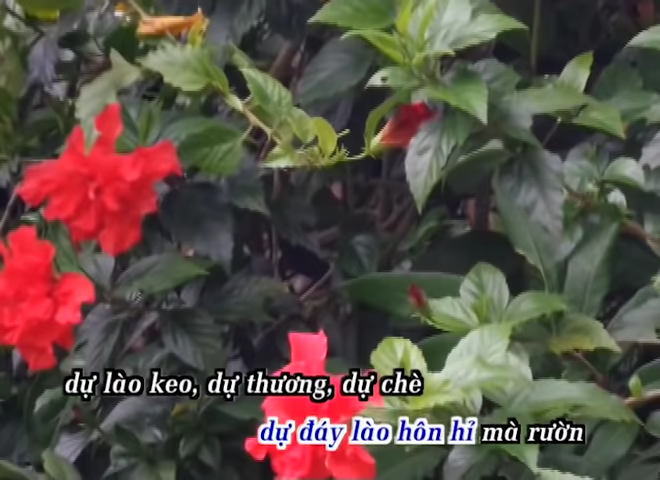 dự lào keo, dự thương, dự chè
dự đáy lào hôn hỉ mà rườn